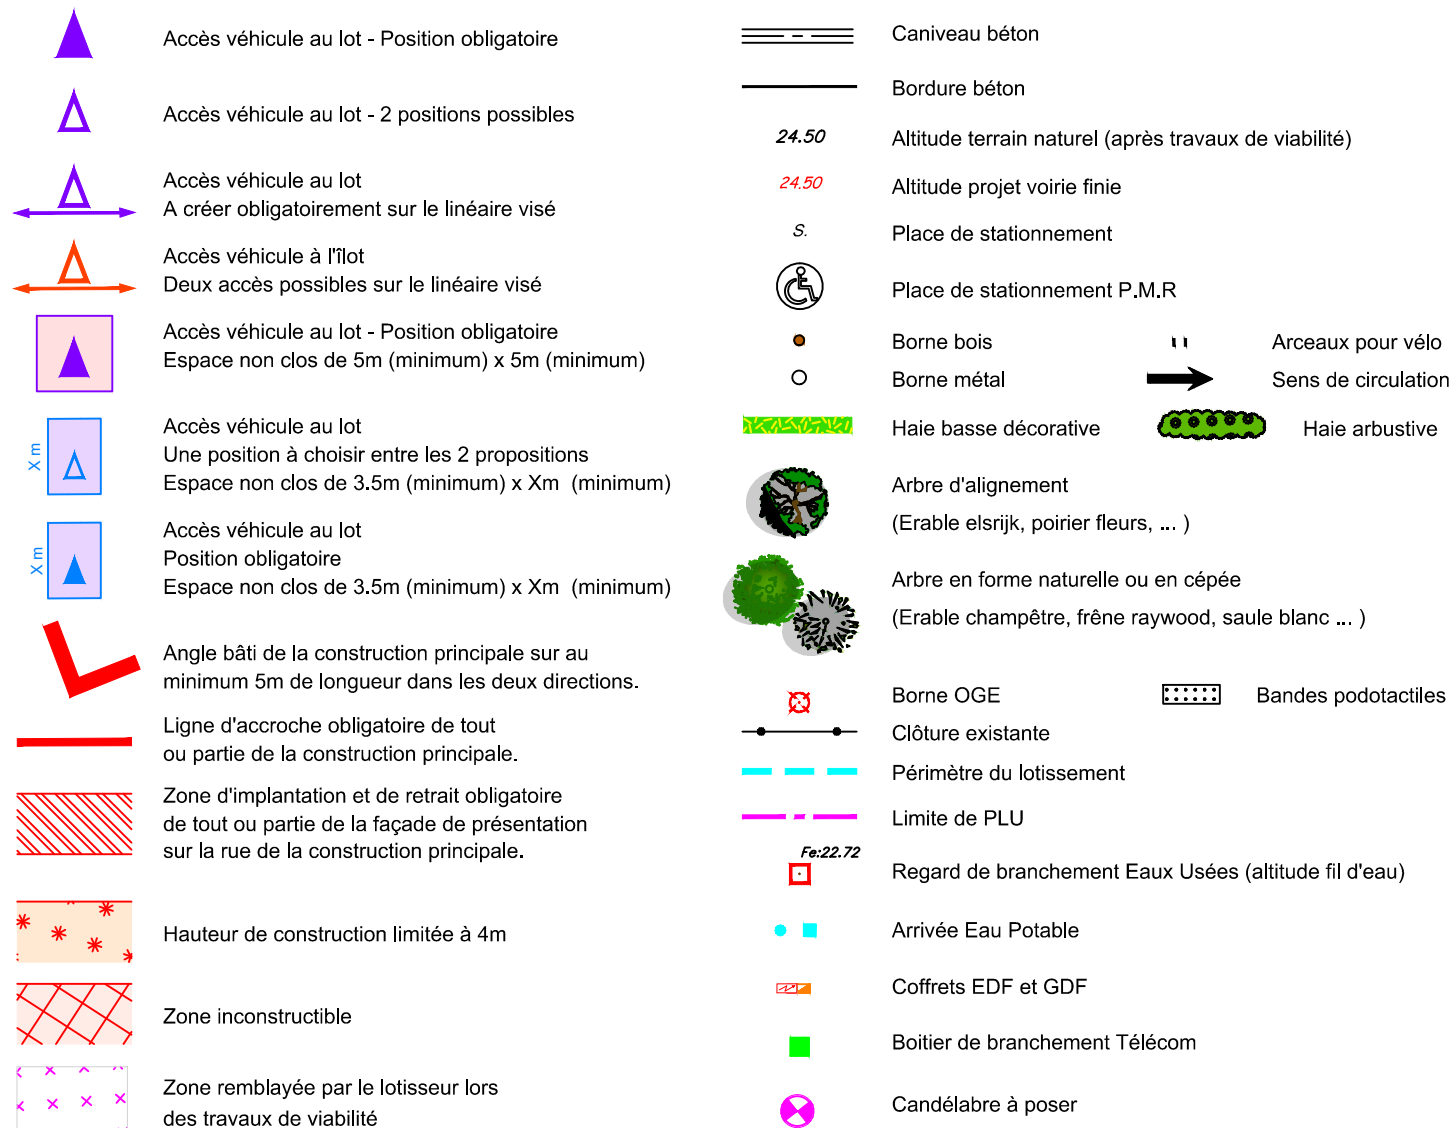 Accès véhicule au lot - Position obligatoire
Accès véhicule au lot - 2 positions possibles
Accès véhicule au lot
A créer obligatoirement sur le linéaire visé
Accès véhicule à l'îlot
Deux accès possibles sur le linéaire visé
Accès véhicule au lot - Position obligatoire
Espace non clos de 5m (minimum) x 5m (minimum)
X m
Accès véhicule au lot
Une position à choisir entre les 2 propositions
Espace non clos de 3.5m (minimum) x Xm (minimum)
X m
Accès véhicule au lot
Position obligatoire
Espace non clos de 3.5m (minimum) x Xm (minimum)
Angle bâti de la construction principale sur au
minimum 5m de longueur dans les deux directions.
Ligne d'accroche obligatoire de tout
ou partie de la construction principale.
Zone d'implantation et de retrait obligatoire
de tout ou partie de la façade de présentation
sur la rue de la construction principale.
Hauteur de construction limitée à 4m
Zone inconstructible
Zone remblayée par le lotisseur lors
des travaux de viabilité
Caniveau béton
Bordure béton
24.50 Altitude terrain naturel (après travaux de viabilité)
24.50 Altitude projet voirie finie
S. Place de stationnement
Place de stationnement P.M.R
Borne bois
Arceaux pour vélo
Borne métal
Sens de circulation
Haie basse décorative
Haie arbustive
Arbre d'alignement
(Erable elsrijk, poirier fleurs, ... )
Arbre en forme naturelle ou en cépée
(Erable champêtre, frêne raywood, saule blanc ... )
Borne OGE
Bandes podotactiles
Clôture existante
Périmètre du lotissement
Limite de PLU
Fe:22.72
Regard de branchement Eaux Usées (altitude fil d'eau)
Arrivée Eau Potable
Coffrets EDF et GDF
Boitier de branchement Télécom
Candélabre à poser